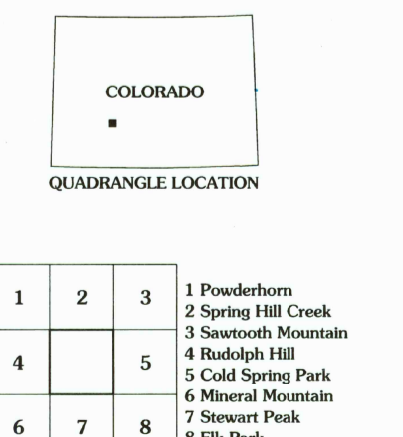 COLORADO
QUADRANGLE LOCATION
1 2 3
4 5
6 7 8
1 Powderhorn
2 Spring Hill Creek
3 Sawtooth Mountain
4 Rudolph Hill
5 Cold Spring Park
6 Mineral Mountain
7 Stewart Peak
8 Elk Park